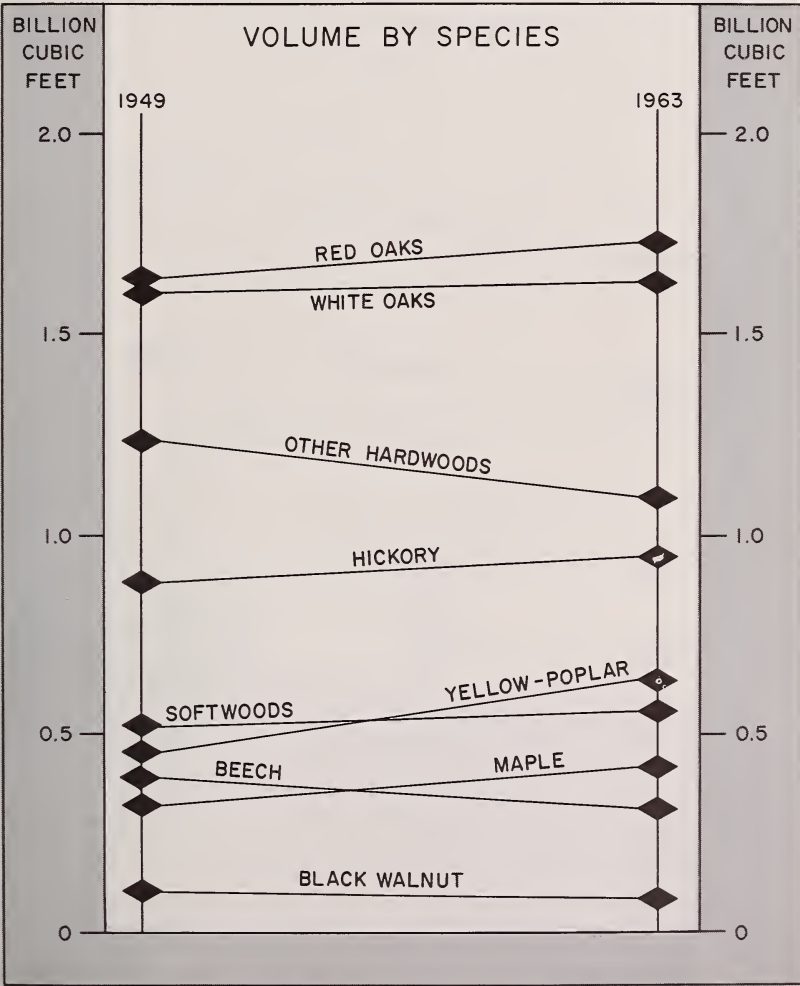 BILLION
CUBIC
FEET
VOLUME BY SPECIES
BILLION
CUBIC
FEET
1949
1963
2.0
2.0
RED OAKS
WHITE OAKS
1.5
1.5
OTHER HARDWOODS
1.0
1.0
HICKORY
YELLOW-POPLAR
SOFTWOODS
0.5
0.5
MAPLE
BEECH
BLACK WALNUT
0
0